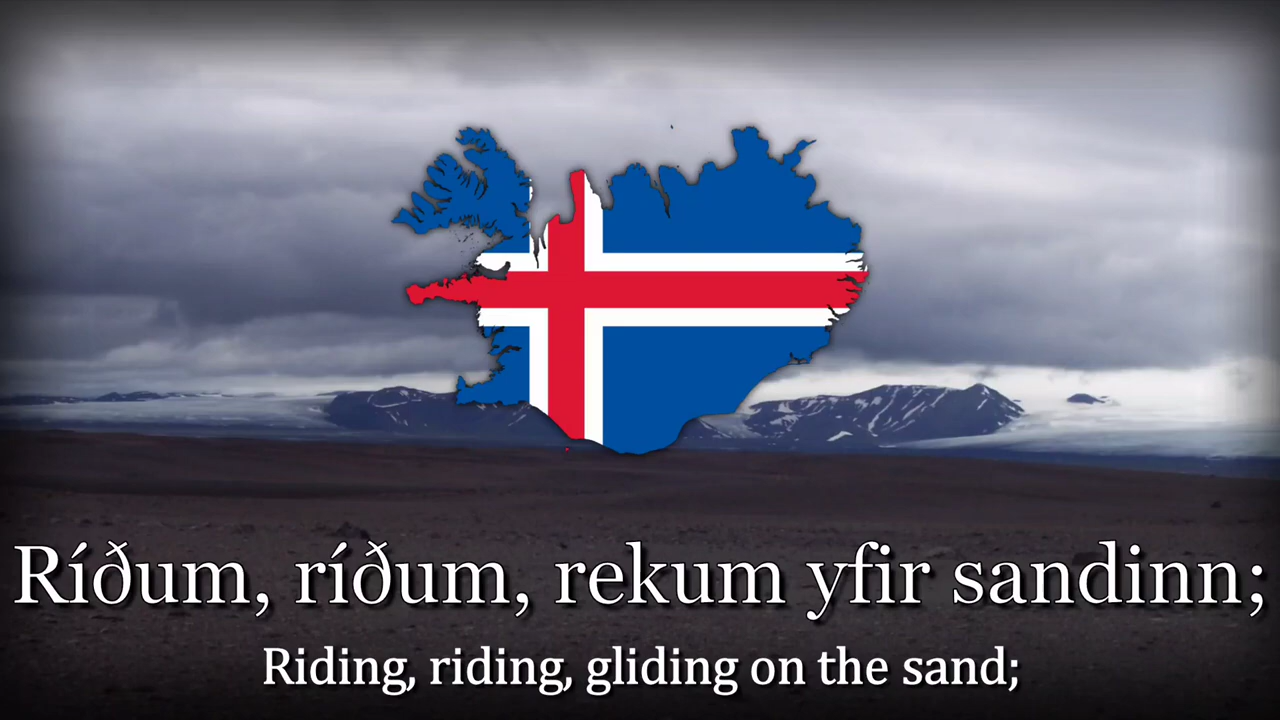 Ríðum, ríðum, rekum yfir sandinn;
Riding, riding, gliding on the sand;